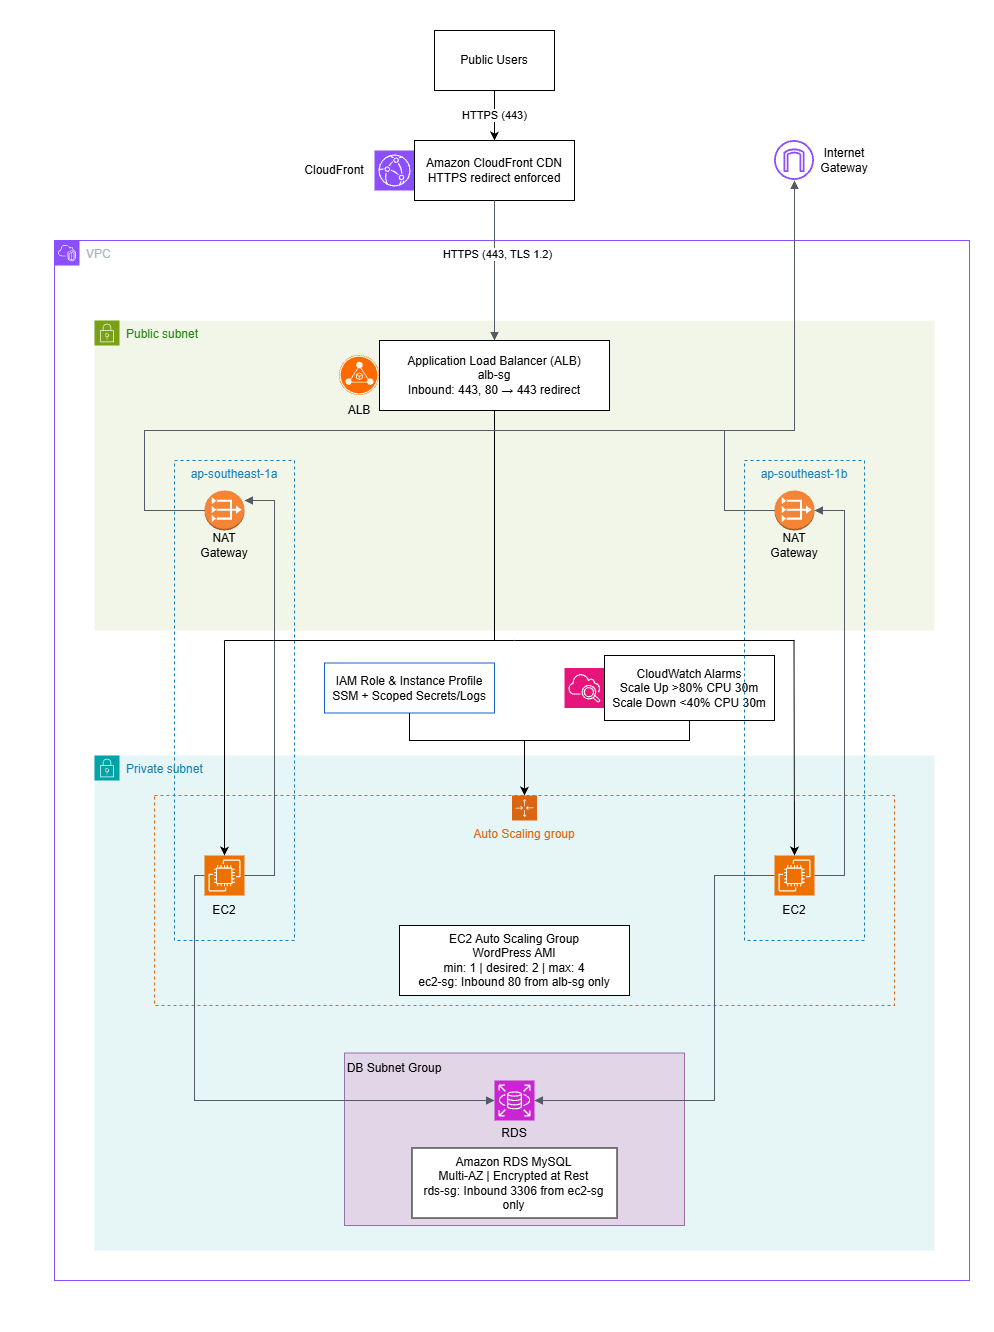 Public Users
HTTPS (443)
CloudFront
Amazon CloudFront CDN
HTTPS redirect enforced
Internet
Gateway
VPC
HTTPS (443, TLS 1.2)
Public subnet
Application Load Balancer (ALB)
alb-sg
Inbound: 443, 80 → 443 redirect
ALB
ap-southeast-1a
ap-southeast-1b
NAT
Gateway
NAT
Gateway
IAM Role & Instance Profile
SSM + Scoped Secrets/Logs
CloudWatch Alarms
Scale Up >80% CPU 30m
Scale Down <40% CPU 30m
Private subnet
Auto Scaling group
EC2
EC2
EC2 Auto Scaling Group
WordPress AMI
min: 1 | desired: 2 | max: 4
ec2-sg: Inbound 80 from alb-sg only
DB Subnet Group
RDS
Amazon RDS MySQL
Multi-AZ | Encrypted at Rest
rds-sg: Inbound 3306 from ec2-sg
only